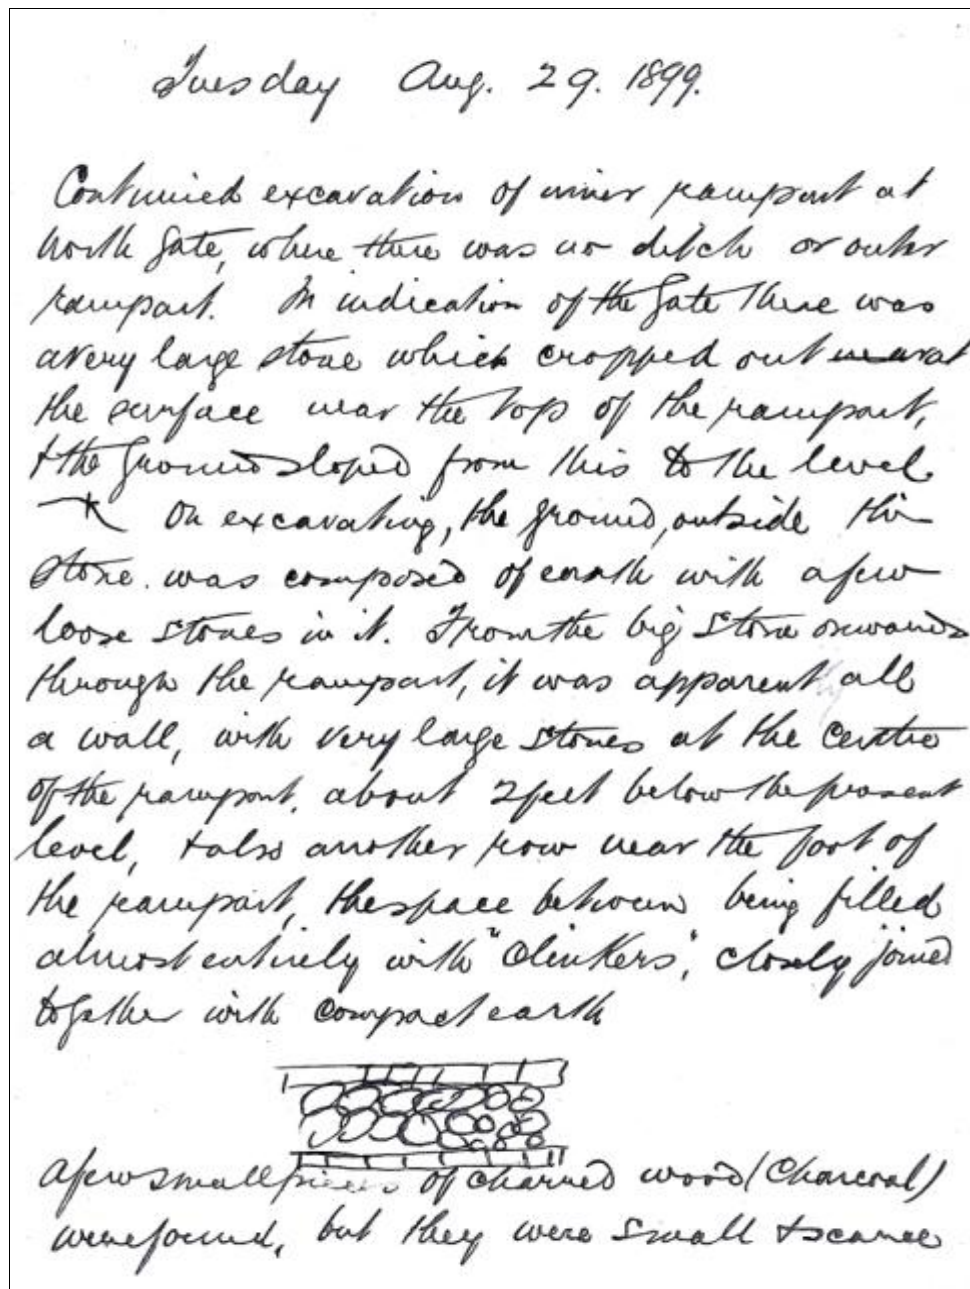 Tuesday Aug. 29. 1899.
Continued excavation of inner rampart at
north gate, where there was no ditch or outer
rampart. In indication of the gate there was
a very large stone which cropped out at
the surface near the top of the rampart,
& the ground sloped from this to the level
On excavating, the ground, outside this
stone. was composed of earth with a few
loose stones in it. From the big stone onwards
through the rampart, it was apparently all
a wall, with very large stones at the centre
of the rampart, about 2 feet below the present
level, & also another row near the foot of
the rampart, the space between being filled
almost entirely with "clinkers", closely joined
together with compact earth
A few small pieces of charred wood (charcoal)
were found, but they were small & scarce